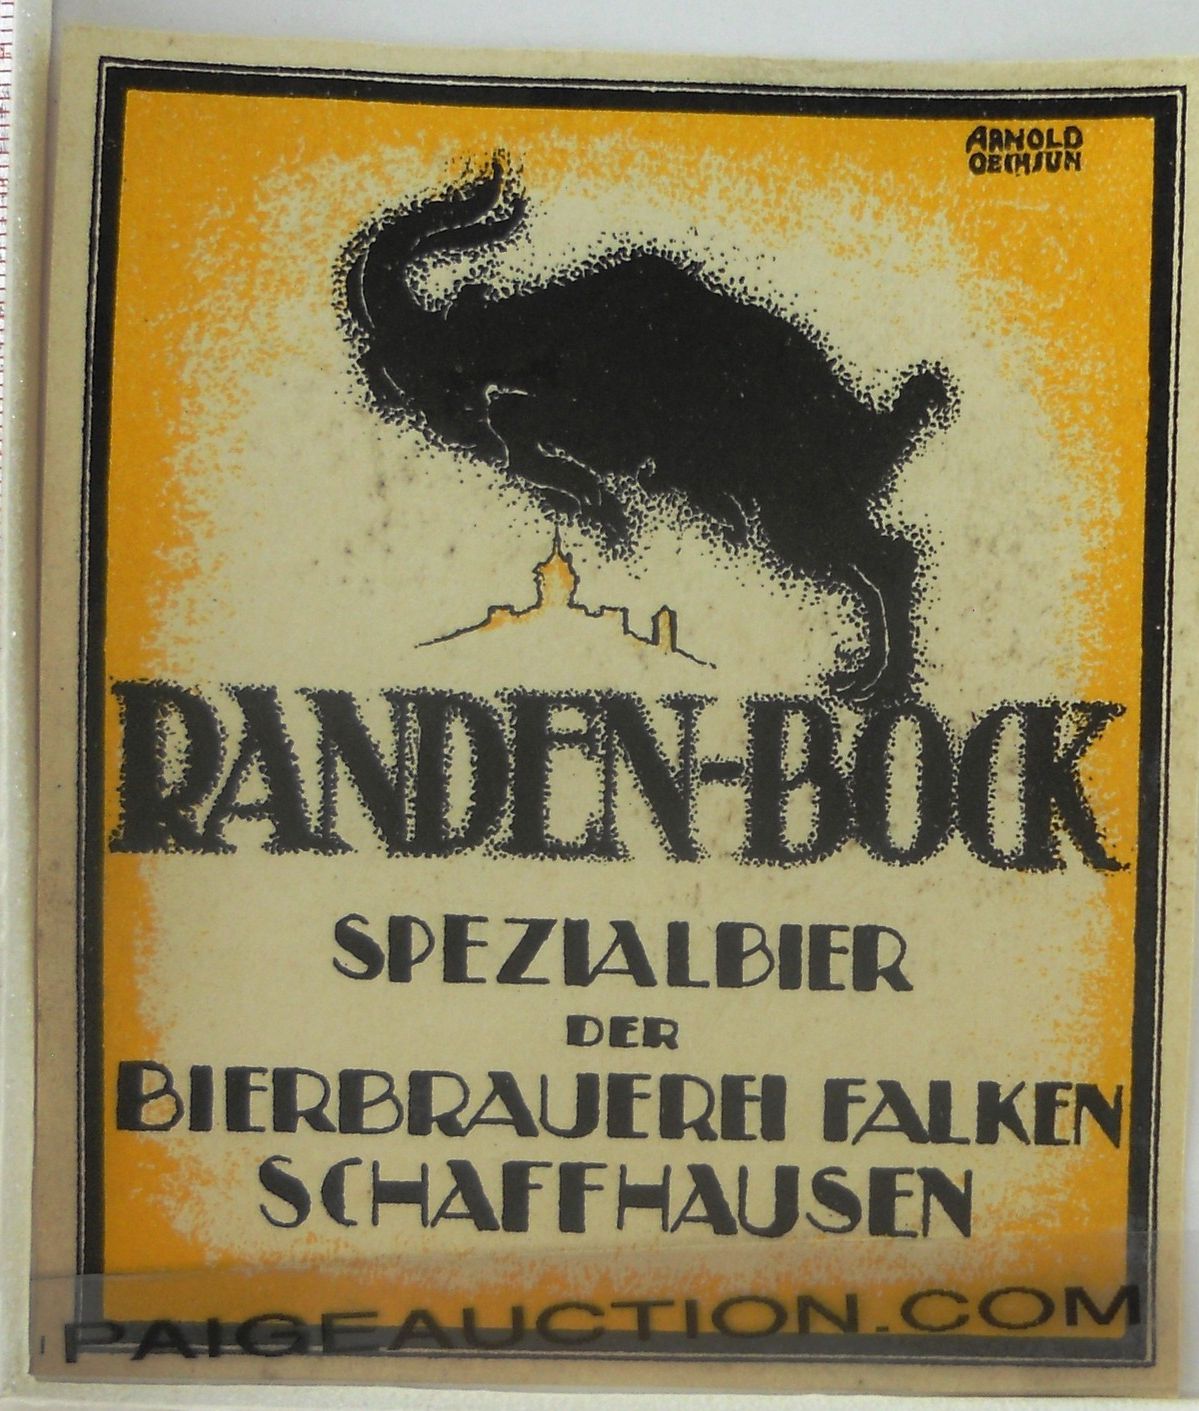 ARNOLD
OECHSLIN
RANDEN-BOCK
SPEZIALBIER
DER
BIERBRAUEREI FALKEN
SCHAFFHAUSEN
PAIGEAUCTION.COM